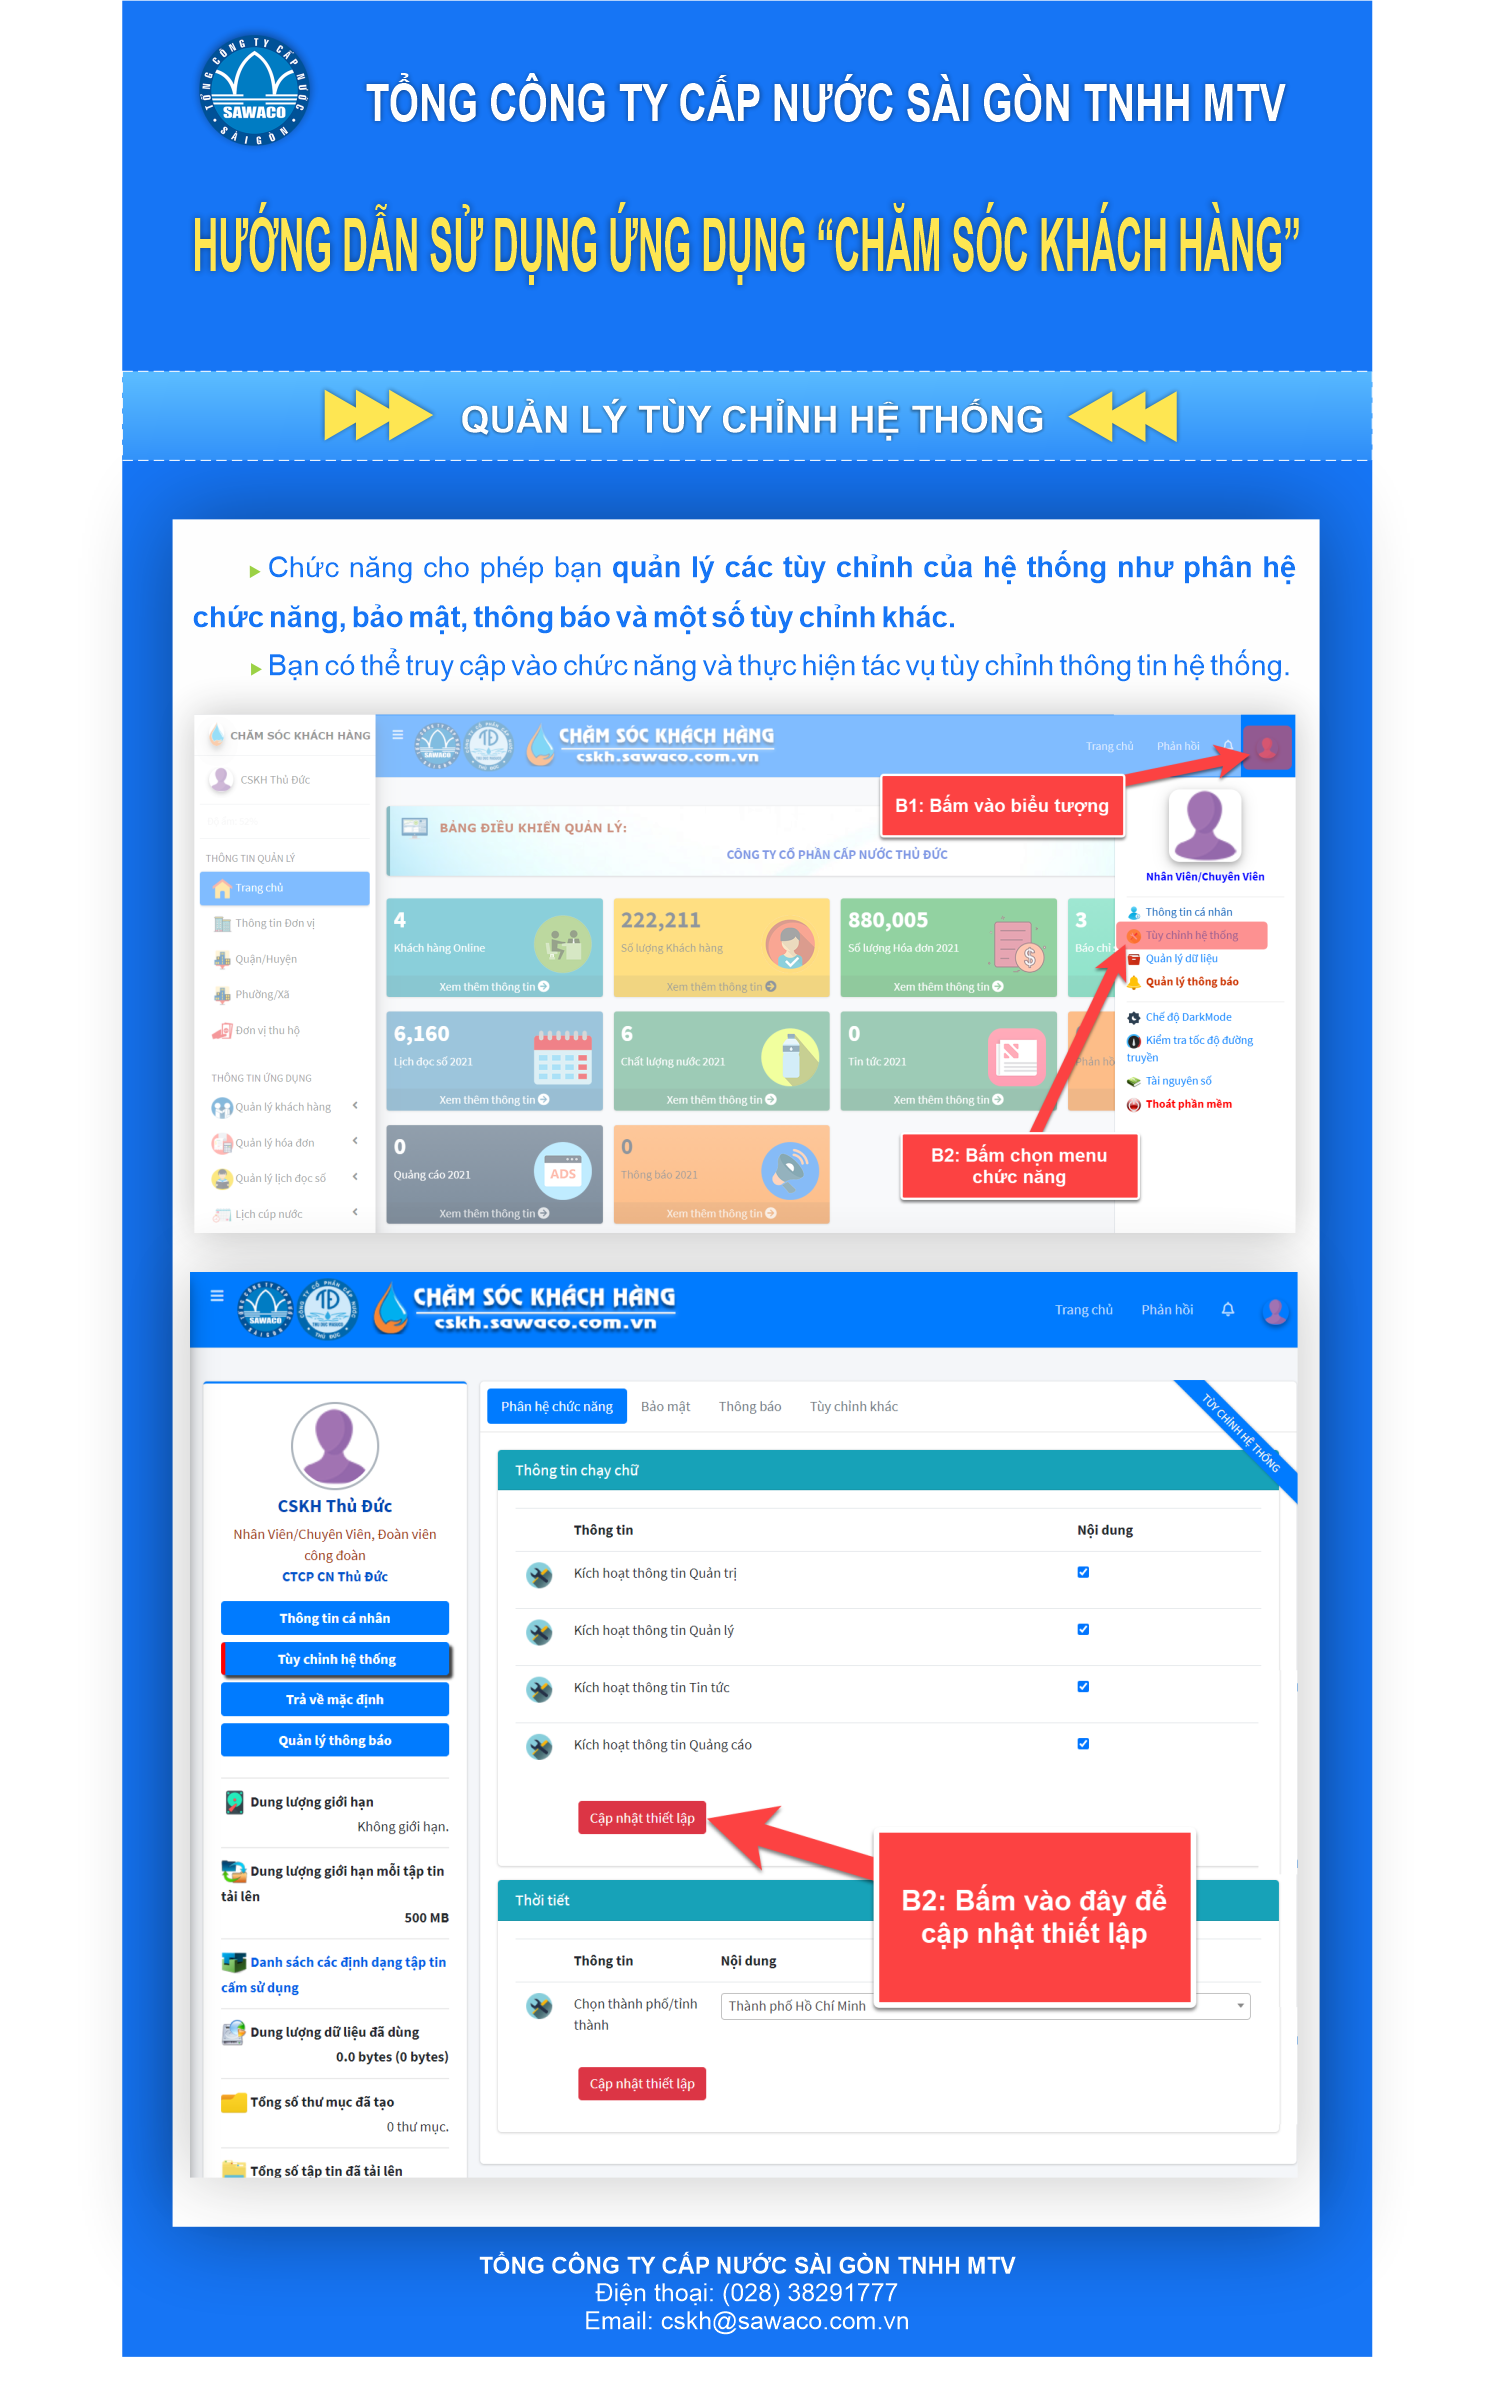 TỔNG CÔNG TY CẤP NƯỚC
SAWACO
SÀI GÒN
TỔNG CÔNG TY CẤP NƯỚC SÀI GÒN TNHH MTV
HƯỚNG DẪN SỬ DỤNG ỨNG DỤNG “CHĂM SÓC KHÁCH HÀNG”
QUẢN LÝ TÙY CHỈNH HỆ THỐNG
Chức năng cho phép bạn quản lý các tùy chỉnh của hệ thống như phân hệ
chức năng, bảo mật, thông báo và một số tùy chỉnh khác.
Bạn có thể truy cập vào chức năng và thực hiện tác vụ tùy chỉnh thông tin hệ thống.
CHĂM SÓC KHÁCH HÀNG
CSKH Thủ Đức
THÔNG TIN QUẢN LÝ
Trang chủ
Thông tin Đơn vị
Quận/Huyện
Phường/Xã
Đơn vị thu hộ
THÔNG TIN ỨNG DỤNG
Quản lý khách hàng
Quản lý hóa đơn
Quản lý lịch đọc số
Lịch cúp nước
CHĂM SÓC KHÁCH HÀNG
cskh.sawaco.com.vn
Trang chủ Phản hồi
B1: Bấm vào biểu tượng
BẢNG ĐIỀU KHIỂN QUẢN LÝ:
CÔNG TY CỔ PHẦN CẤP NƯỚC THỦ ĐỨC
4
Khách hàng Online
Xem thêm thông tin
222,211
Số lượng Khách hàng
Xem thêm thông tin
880,005
Số lượng Hóa đơn 2021
Xem thêm thông tin
3
Báo chỉ s
6,160
Lịch đọc số 2021
Xem thêm thông tin
6
Chất lượng nước 2021
Xem thêm thông tin
0
Tin tức 2021
Xem thêm thông tin
Phản hồ
0
Quảng cáo 2021
ADS
Xem thêm thông tin
0
Thông báo 2021
Xem thêm thông tin
Nhân Viên/Chuyên Viên
Thông tin cá nhân
Tùy chỉnh hệ thống
Quản lý dữ liệu
Quản lý thông báo
Chế độ DarkMode
Kiểm tra tốc độ đường
truyền
Tài nguyên số
Thoát phần mềm
B2: Bấm chọn menu
chức năng
CHĂM SÓC KHÁCH HÀNG
cskh.sawaco.com.vn
Trang chủ Phản hồi
CSKH Thủ Đức
Nhân Viên/Chuyên Viên, Đoàn viên
công đoàn
CTCP CN Thủ Đức
Thông tin cá nhân
Tùy chỉnh hệ thống
Trả về mặc định
Quản lý thông báo
Dung lượng giới hạn
Không giới hạn.
Dung lượng giới hạn mỗi tập tin
tải lên
500 MB
Danh sách các định dạng tập tin
cấm sử dụng
Dung lượng dữ liệu đã dùng
0.0 bytes (0 bytes)
Tổng số thư mục đã tạo
0 thư mục.
Tổng số tập tin đã tải lên
Phân hệ chức năng Bảo mật Thông báo Tùy chỉnh khác
TÙY CHỈNH HỆ THỐNG
Thông tin chạy chữ
Thông tin Nội dung
Kích hoạt thông tin Quản trị
Kích hoạt thông tin Quản lý
Kích hoạt thông tin Tin tức
Kích hoạt thông tin Quảng cáo
Cập nhật thiết lập
B2: Bấm vào đây để
cập nhật thiết lập
Thời tiết
Thông tin Nội dung
Chọn thành phố/tỉnh
thành
Thành phố Hồ Chí Minh
Cập nhật thiết lập
TỔNG CÔNG TY CẤP NƯỚC SÀI GÒN TNHH MTV
Điện thoại: (028) 38291777
Email: cskh@sawaco.com.vn